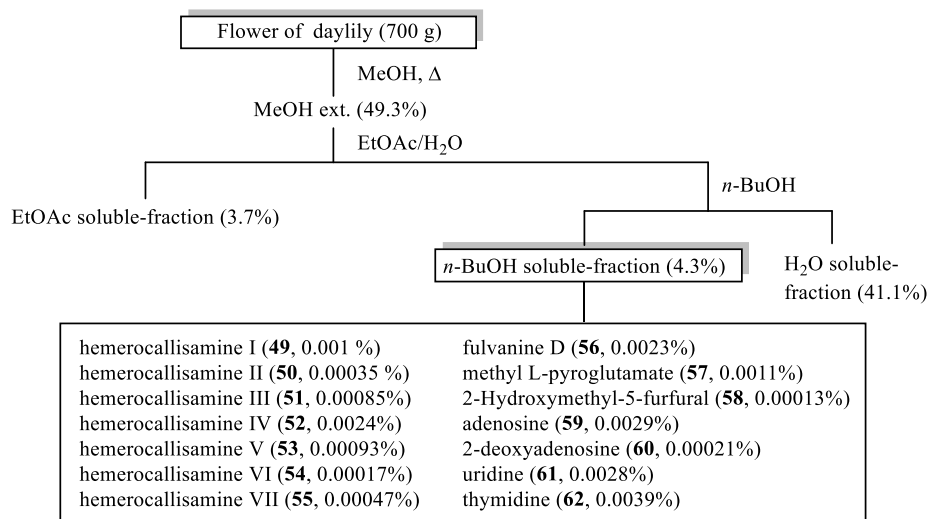 Flower of daylily (700 g)
MeOH, Δ
MeOH ext. (49.3%)
EtOAc/H₂O
n-BuOH
EtOAc soluble-fraction (3.7%)
n-BuOH soluble-fraction (4.3%)
H₂O soluble-
fraction (41.1%)
hemerocallisamine I (49, 0.001 %)
hemerocallisamine II (50, 0.00035 %)
hemerocallisamine III (51, 0.00085%)
hemerocallisamine IV (52, 0.0024%)
hemerocallisamine V (53, 0.00093%)
hemerocallisamine VI (54, 0.00017%)
hemerocallisamine VII (55, 0.00047%)
fulvanine D (56, 0.0023%)
methyl L-pyroglutamate (57, 0.0011%)
2-Hydroxymethyl-5-furfural (58, 0.00013%)
adenosine (59, 0.0029%)
2-deoxyadenosine (60, 0.00021%)
uridine (61, 0.0028%)
thymidine (62, 0.0039%)